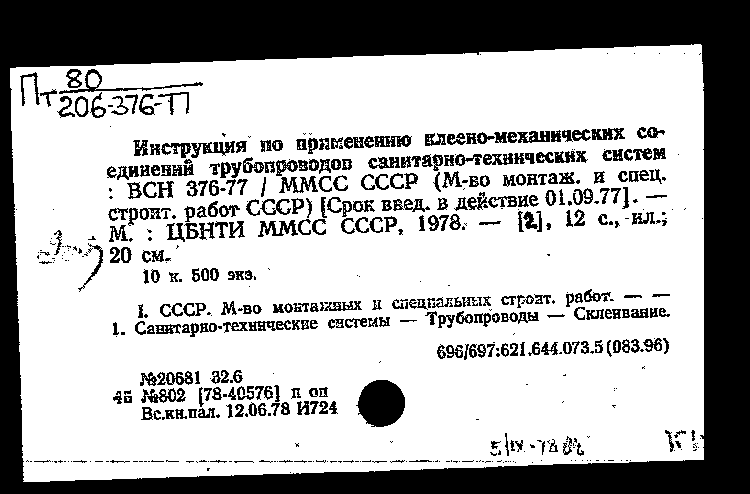 Пт 80
206-376-ТП
Инструкция по применению клеено-механических со-
единений трубопроводов санитарно-технических систем
: ВСН 376-77 / ММСС СССР (М-во монтаж. и спец.
строит. работ СССР) [Срок введ. в действие 01.09.77]. —
М. : ЦБНТИ ММСС СССР, 1978. — [2], 12 с., ил.;
20 см.
10 к. 500 экз.
I. СССР. М-во монтажных и специальных строит. работ. — —
1. Санитарно-технические системы — Трубопроводы — Склеивание.
696/697:621.644.073.5(083.96)
№20681 32.6
45 №802 [78-40576] п оп
Вс.кн.пал. 12.06.78 И724
5/IX-78